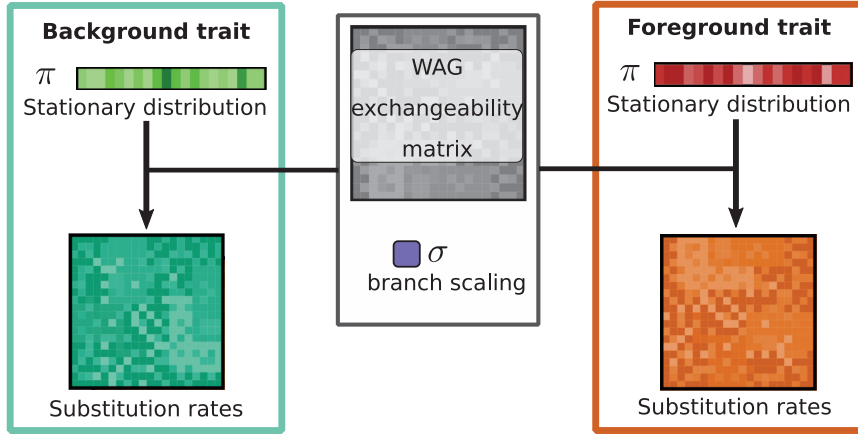 Background trait
π
Stationary distribution
Substitution rates
WAG
exchangeability
matrix
σ
branch scaling
Foreground trait
π
Stationary distribution
Substitution rates